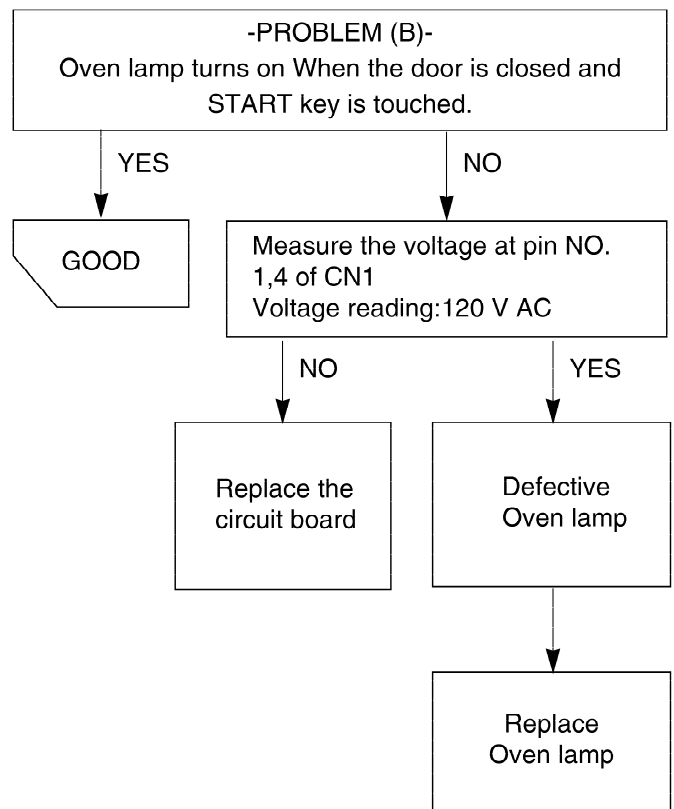 -PROBLEM (B)-
Oven lamp turns on When the door is closed and
START key is touched.
YES
NO
GOOD
Measure the voltage at pin NO.
1,4 of CN1
Voltage reading:120 V AC
NO
YES
Replace the
circuit board
Defective
Oven lamp
Replace
Oven lamp